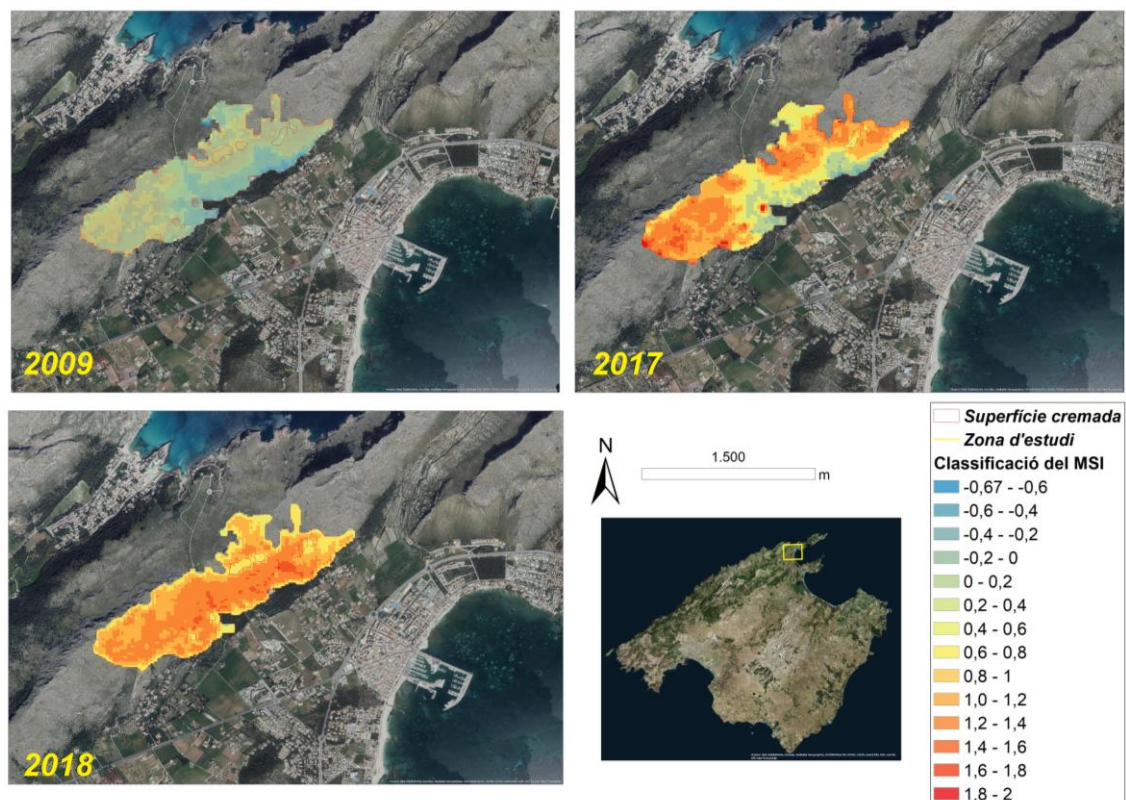 2009
2017
2018
N
1.500
m
Superfície cremada
Zona d'estudi
Classificació del MSI
-0,67 - -0,6
-0,6 - -0,4
-0,4 - -0,2
-0,2 - 0
0 - 0,2
0,2 - 0,4
0,4 - 0,6
0,6 - 0,8
0,8 - 1
1,0 - 1,2
1,2 - 1,4
1,4 - 1,6
1,6 - 1,8
1,8 - 2